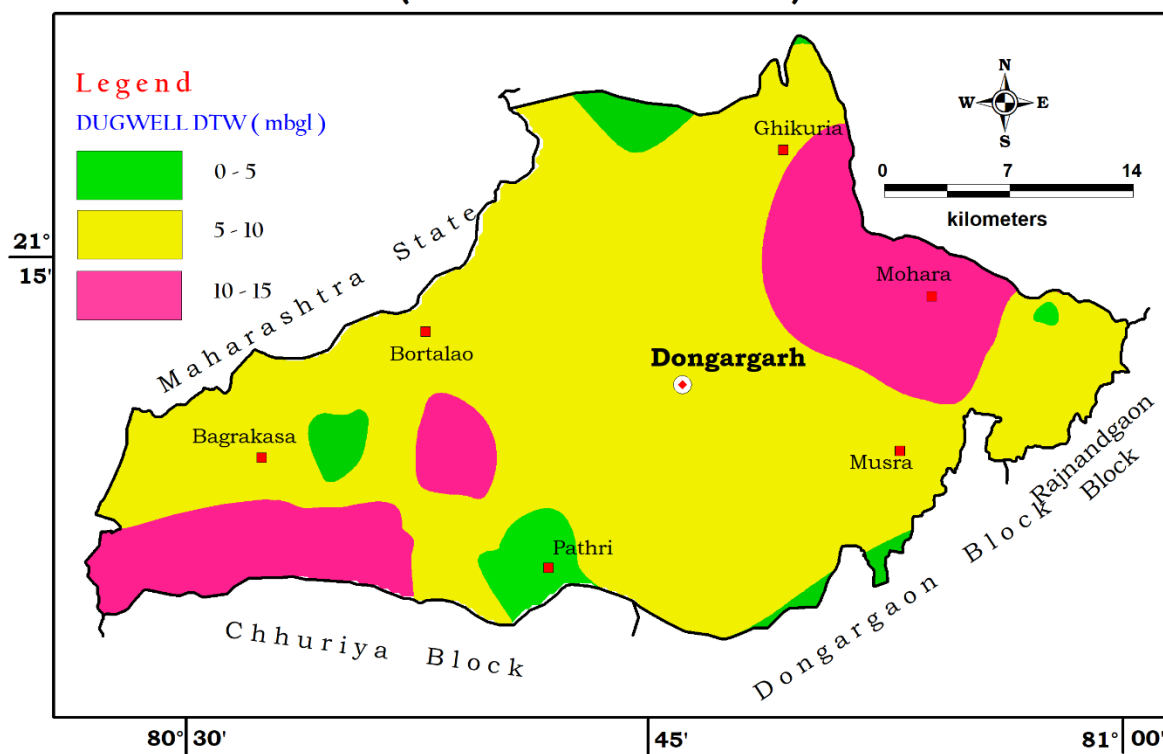 L e g e n d
DUGWELL DTW ( mbgl )
0 - 5
5 - 10
10 - 15
N
W E
S
0 7 14
kilometers
21°
15'
Maharashtra State
Ghikuria
Mohara
Bortalao
Dongargarh
Bagrakasa
Musra
Pathri
Rajnandgaon
Block
Dongargaon Block
Chhuriya Block
80° 30' 45' 81° 00'